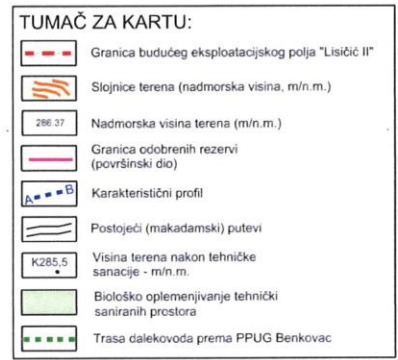 TUMAČ ZA KARTU:
Granica budućeg eksploatacijskog polja "Lisičić II"
Slojnice terena (nadmorska visina, m/n.m.)
286.37 Nadmorska visina terena (m/n.m.)
Granica odobrenih rezervi
(površinski dio)
A B Karakteristični profil
Postojeći (makadamski) putevi
K285,5 Visina terena nakon tehničke
sanacije - m/n.m.
Biološko oplemenjivanje tehnički
saniranih prostora
Trasa dalekovoda prema PPUG Benkovac